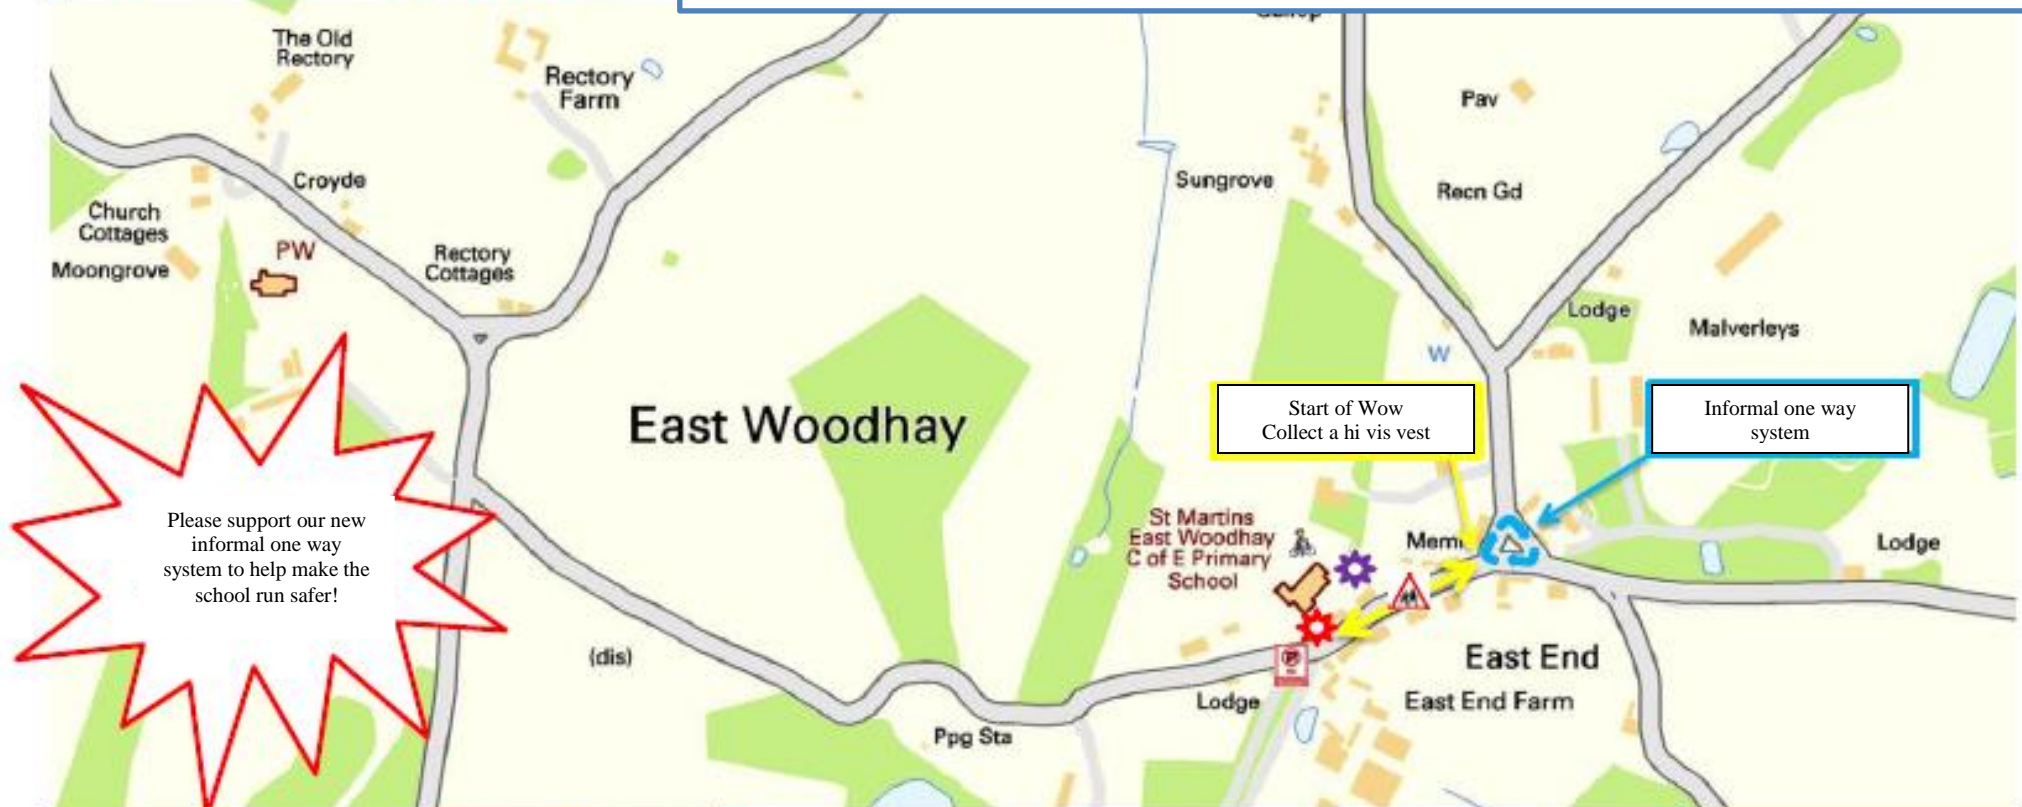 The Old
Rectory
Rectory
Farm
Pav
Croyde
Sungrove
Recn Gd
Church
Cottages
Moongrove
PW
Rectory
Cottages
Lodge
Malverleys
W
East Woodhay
Start of Wow
Collect a hi vis vest
Informal one way
system
Please support our new
informal one way
system to help make the
school run safer!
St Martins
East Woodhay
C of E Primary
School
Lodge
(dis)
East End
East End Farm
Lodge
Ppg Sta